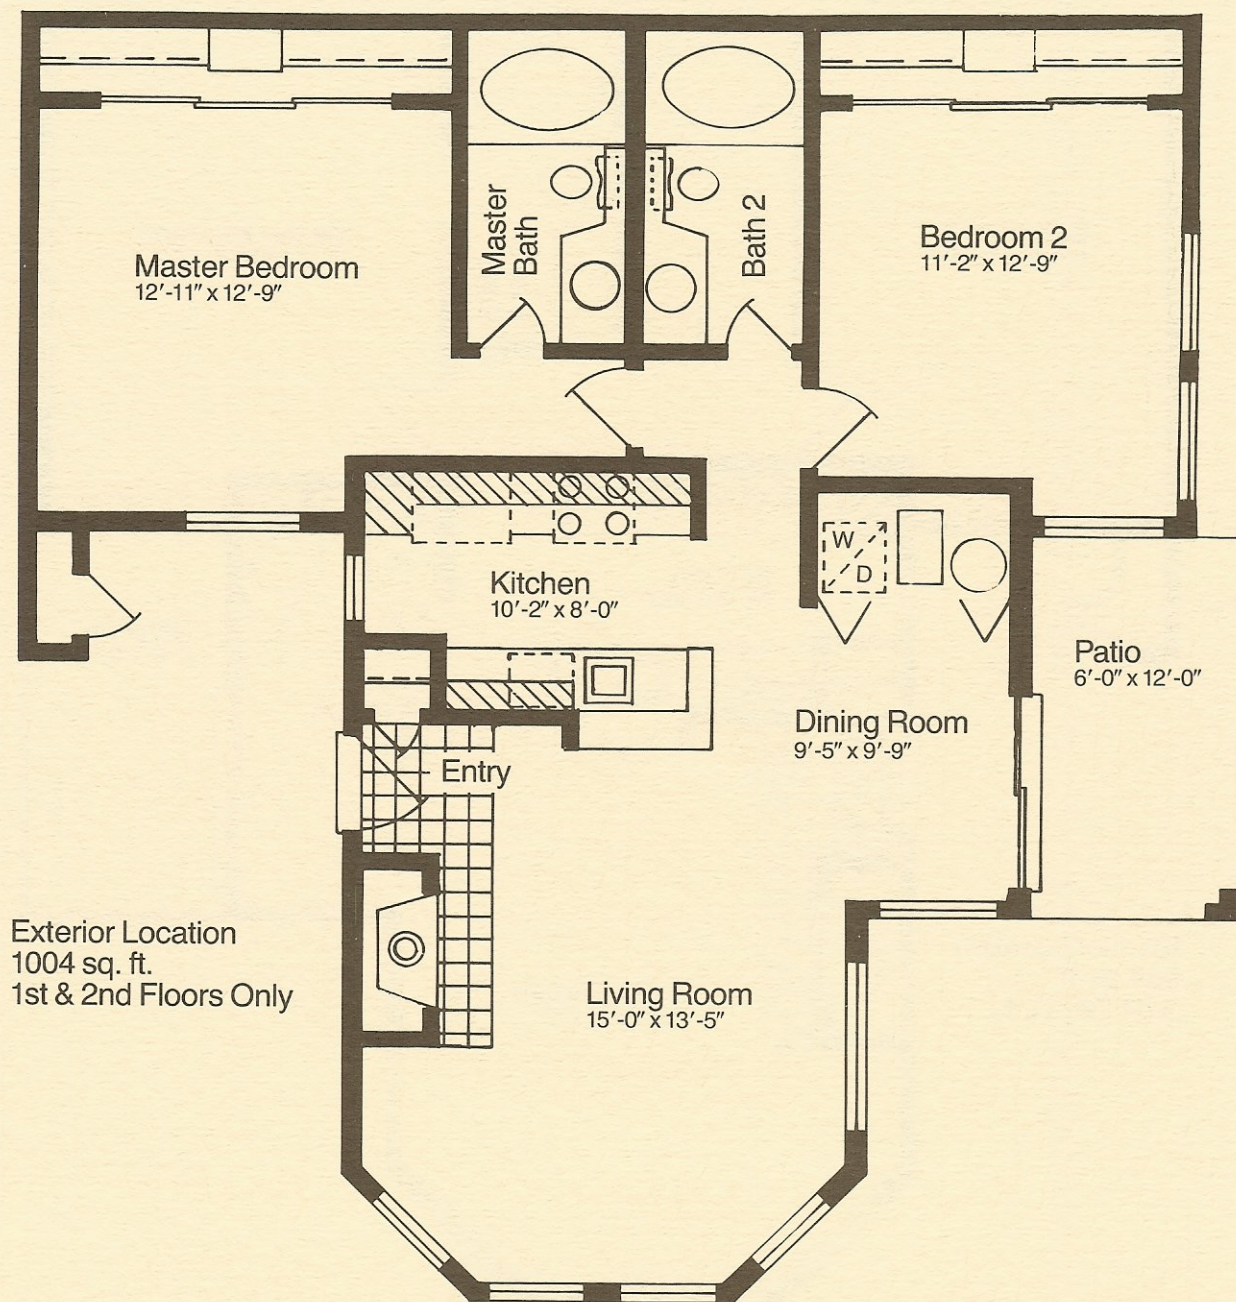 Master Bedroom
12′-11″ x 12′-9″
Master
Bath
Bath 2
Bedroom 2
11′-2″ x 12′-9″
Kitchen
10′-2″ x 8′-0″
W
D
Patio
6′-0″ x 12′-0″
Dining Room
9′-5″ x 9′-9″
Entry
Exterior Location
1004 sq. ft.
1st & 2nd Floors Only
Living Room
15′-0″ x 13′-5″